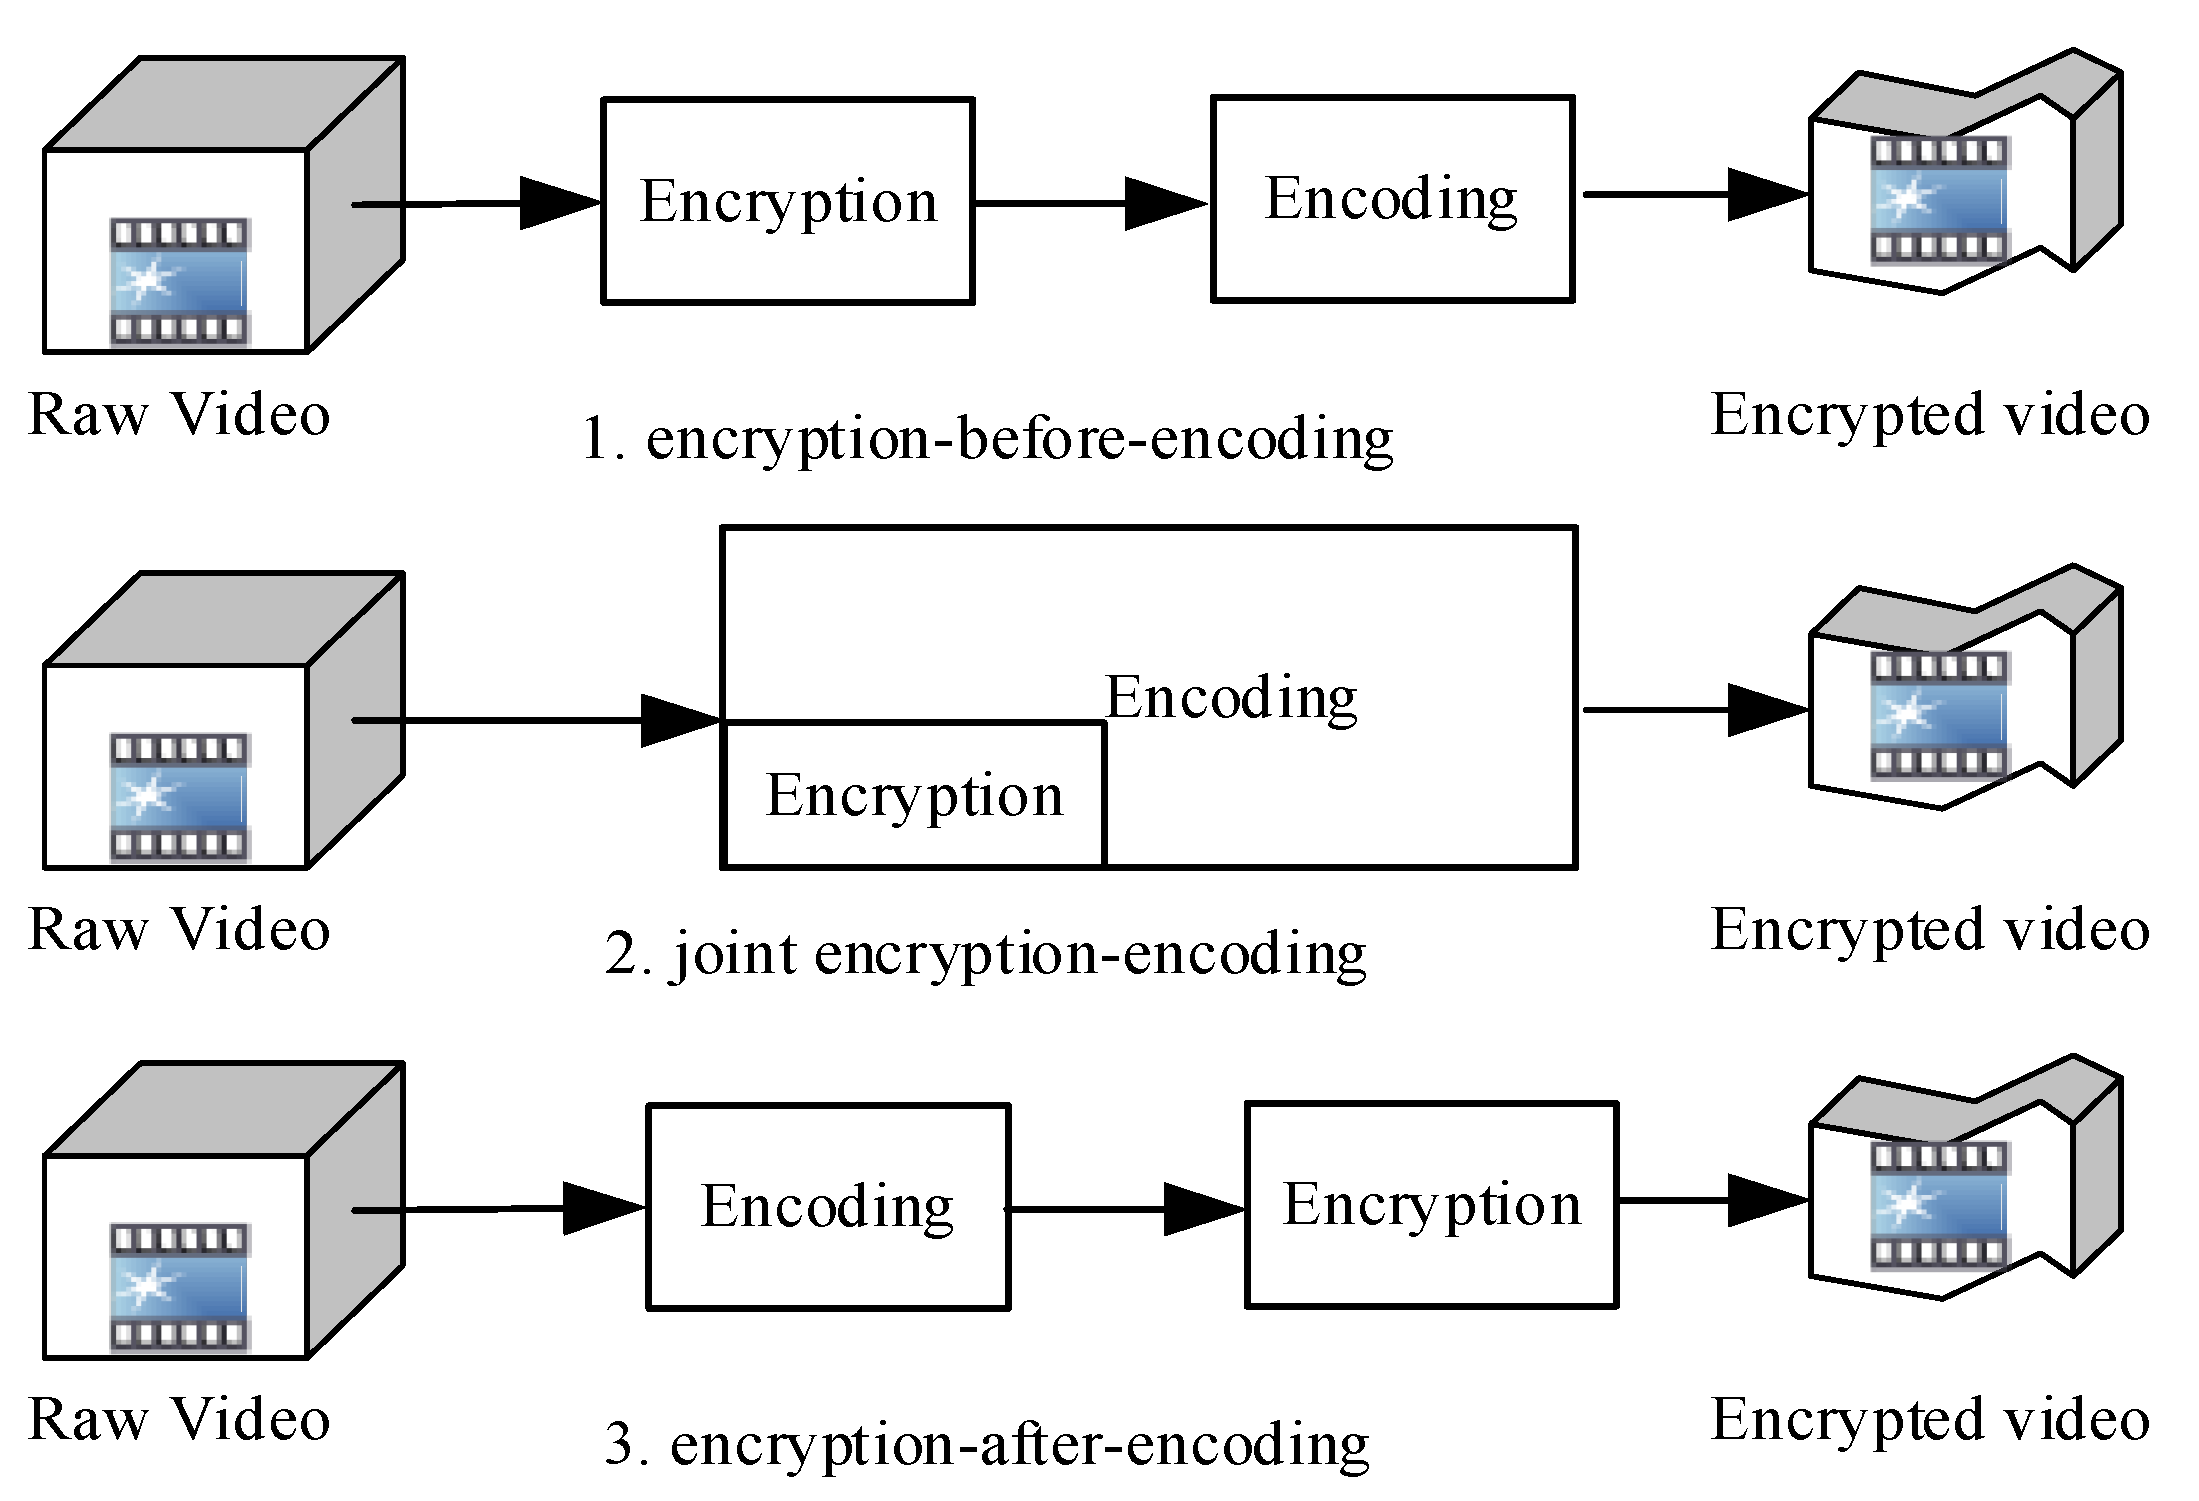 Encryption
Encoding
Raw Video
1. encryption-before-encoding
Encrypted video
Encoding
Encryption
Raw Video
2. joint encryption-encoding
Encrypted video
Encoding
Encryption
Raw Video
3. encryption-after-encoding
Encrypted video